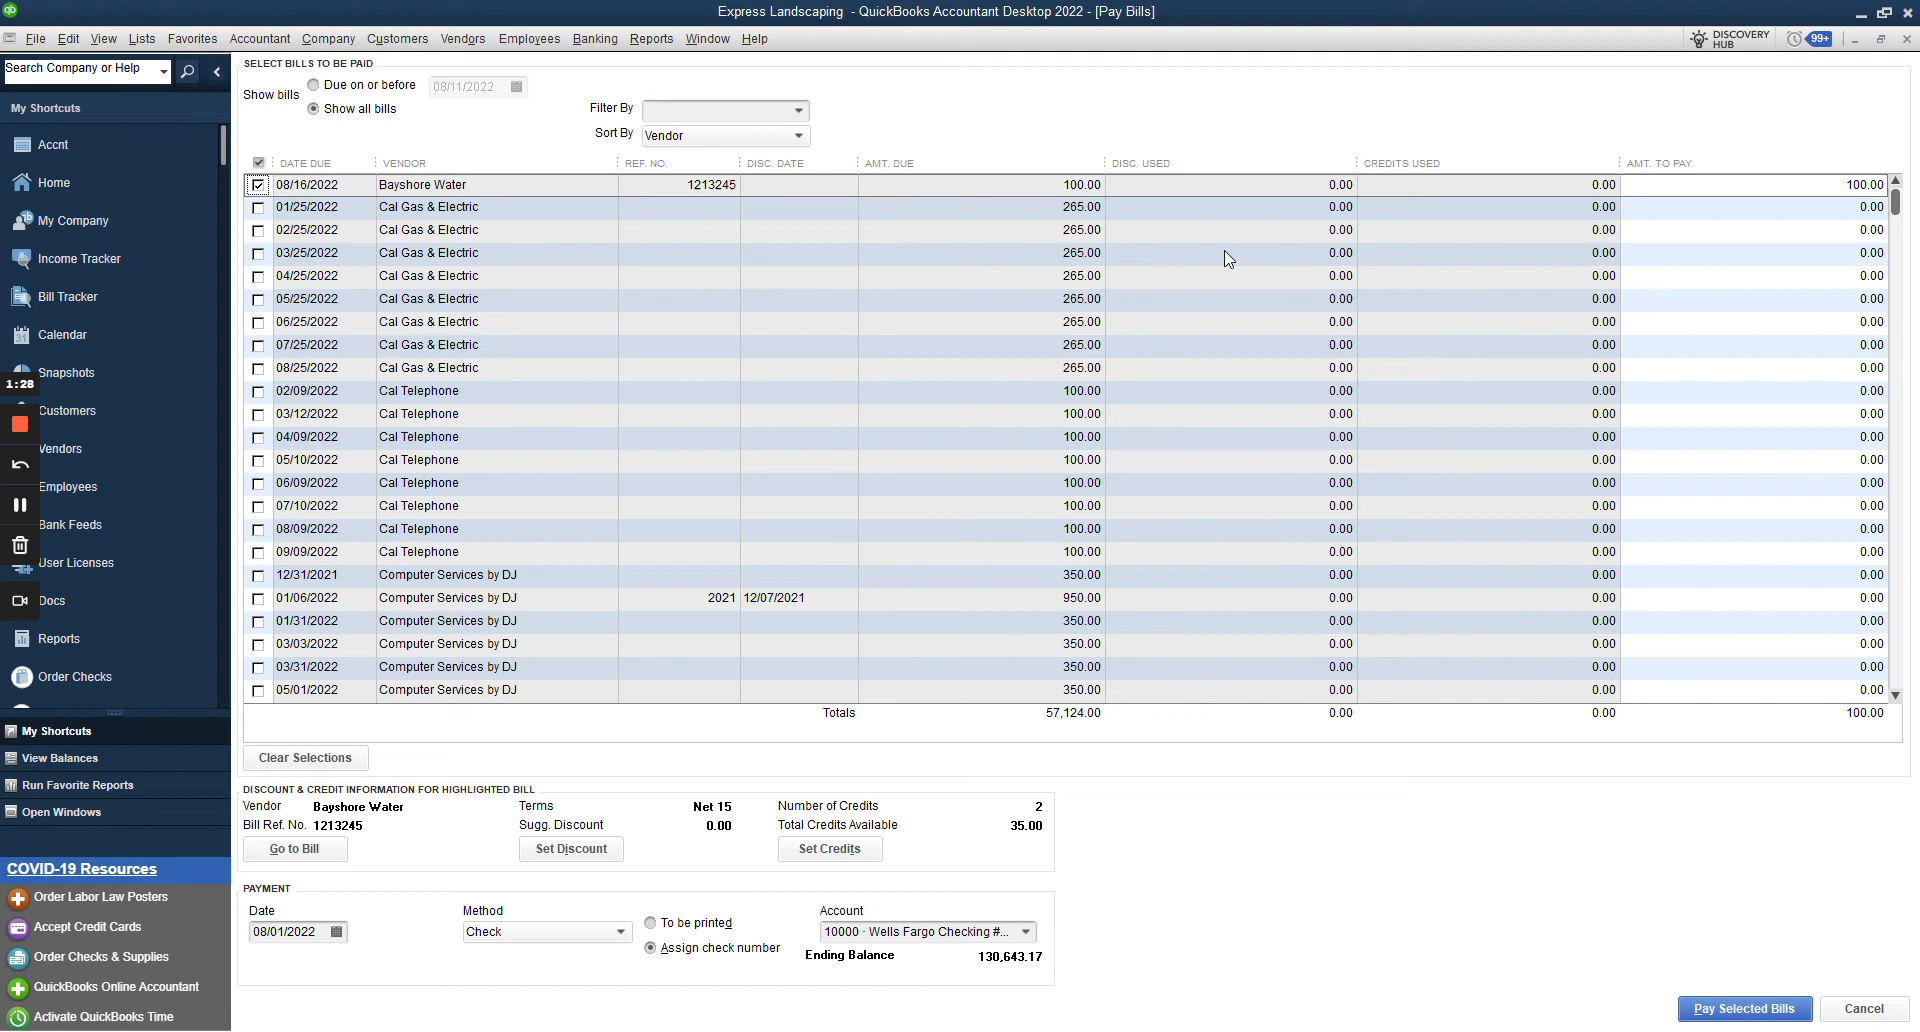 Express Landscaping - QuickBooks Accountant Desktop 2022 - [Pay Bills]
File Edit View Lists Favorites Accountant Company Customers Vendors Employees Banking Reports Window Help
DISCOVERY HUB 99+
Search Company or Help
My Shortcuts
Accnt
Home
My Company
Income Tracker
Bill Tracker
Calendar
Snapshots
1:28
Customers
Vendors
Employees
Bank Feeds
User Licenses
Docs
Reports
Order Checks
My Shortcuts
View Balances
Run Favorite Reports
Open Windows
COVID-19 Resources
Order Labor Law Posters
Accept Credit Cards
Order Checks & Supplies
QuickBooks Online Accountant
Activate QuickBooks Time
SELECT BILLS TO BE PAID
Show bills
Due on or before 08/11/2022
Show all bills
Filter By
Sort By Vendor
DATE DUE VENDOR REF. NO. DISC. DATE AMT. DUE DISC. USED CREDITS USED AMT. TO PAY
08/16/2022 Bayshore Water 1213245 100.00 0.00 0.00 100.00
01/25/2022 Cal Gas & Electric 265.00 0.00 0.00 0.00
02/25/2022 Cal Gas & Electric 265.00 0.00 0.00 0.00
03/25/2022 Cal Gas & Electric 265.00 0.00 0.00 0.00
04/25/2022 Cal Gas & Electric 265.00 0.00 0.00 0.00
05/25/2022 Cal Gas & Electric 265.00 0.00 0.00 0.00
06/25/2022 Cal Gas & Electric 265.00 0.00 0.00 0.00
07/25/2022 Cal Gas & Electric 265.00 0.00 0.00 0.00
08/25/2022 Cal Gas & Electric 265.00 0.00 0.00 0.00
02/09/2022 Cal Telephone 100.00 0.00 0.00 0.00
03/12/2022 Cal Telephone 100.00 0.00 0.00 0.00
04/09/2022 Cal Telephone 100.00 0.00 0.00 0.00
05/10/2022 Cal Telephone 100.00 0.00 0.00 0.00
06/09/2022 Cal Telephone 100.00 0.00 0.00 0.00
07/10/2022 Cal Telephone 100.00 0.00 0.00 0.00
08/09/2022 Cal Telephone 100.00 0.00 0.00 0.00
09/09/2022 Cal Telephone 100.00 0.00 0.00 0.00
12/31/2021 Computer Services by DJ 350.00 0.00 0.00 0.00
01/06/2022 Computer Services by DJ 2021 12/07/2021 950.00 0.00 0.00 0.00
01/31/2022 Computer Services by DJ 350.00 0.00 0.00 0.00
03/03/2022 Computer Services by DJ 350.00 0.00 0.00 0.00
03/31/2022 Computer Services by DJ 350.00 0.00 0.00 0.00
05/01/2022 Computer Services by DJ 350.00 0.00 0.00 0.00
Totals 57,124.00 0.00 0.00 100.00
Clear Selections
DISCOUNT & CREDIT INFORMATION FOR HIGHLIGHTED BILL
Vendor Bayshore Water Terms Net 15 Number of Credits 2
Bill Ref. No. 1213245 Sugg. Discount 0.00 Total Credits Available 35.00
Go to Bill Set Discount Set Credits
PAYMENT
Date Method Account
08/01/2022 Check To be printed 10000 · Wells Fargo Checking #...
Assign check number Ending Balance 130,643.17
Pay Selected Bills Cancel